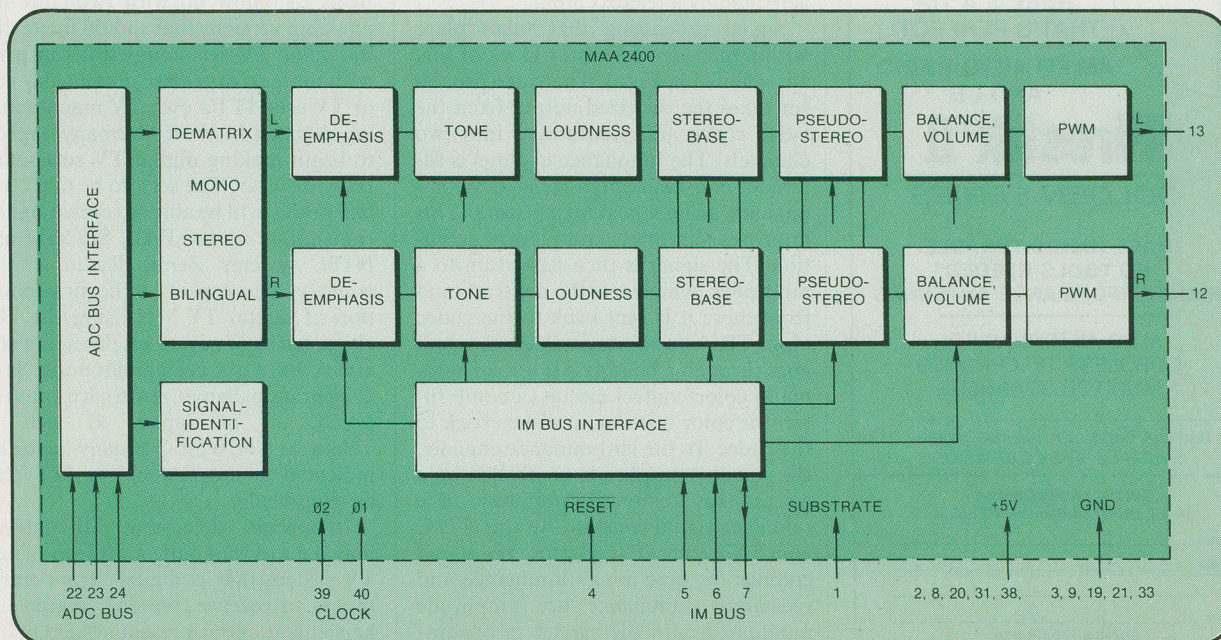 MAA 2400
ADC BUS INTERFACE
DEMATRIX
MONO
STEREO
BILINGUAL
L
DE-
EMPHASIS
TONE
LOUDNESS
STEREO-
BASE
PSEUDO-
STEREO
BALANCE,
VOLUME
PWM
L
13
R
DE-
EMPHASIS
TONE
LOUDNESS
STEREO-
BASE
PSEUDO-
STEREO
BALANCE,
VOLUME
PWM
R
12
SIGNAL-
IDENTI-
FICATION
IM BUS INTERFACE
Ø2 Ø1
RESET
SUBSTRATE
+5V
GND
22 23 24
ADC BUS
39 40
CLOCK
4
5 6 7
IM BUS
1
2, 8, 20, 31, 38,
3, 9, 19, 21, 33